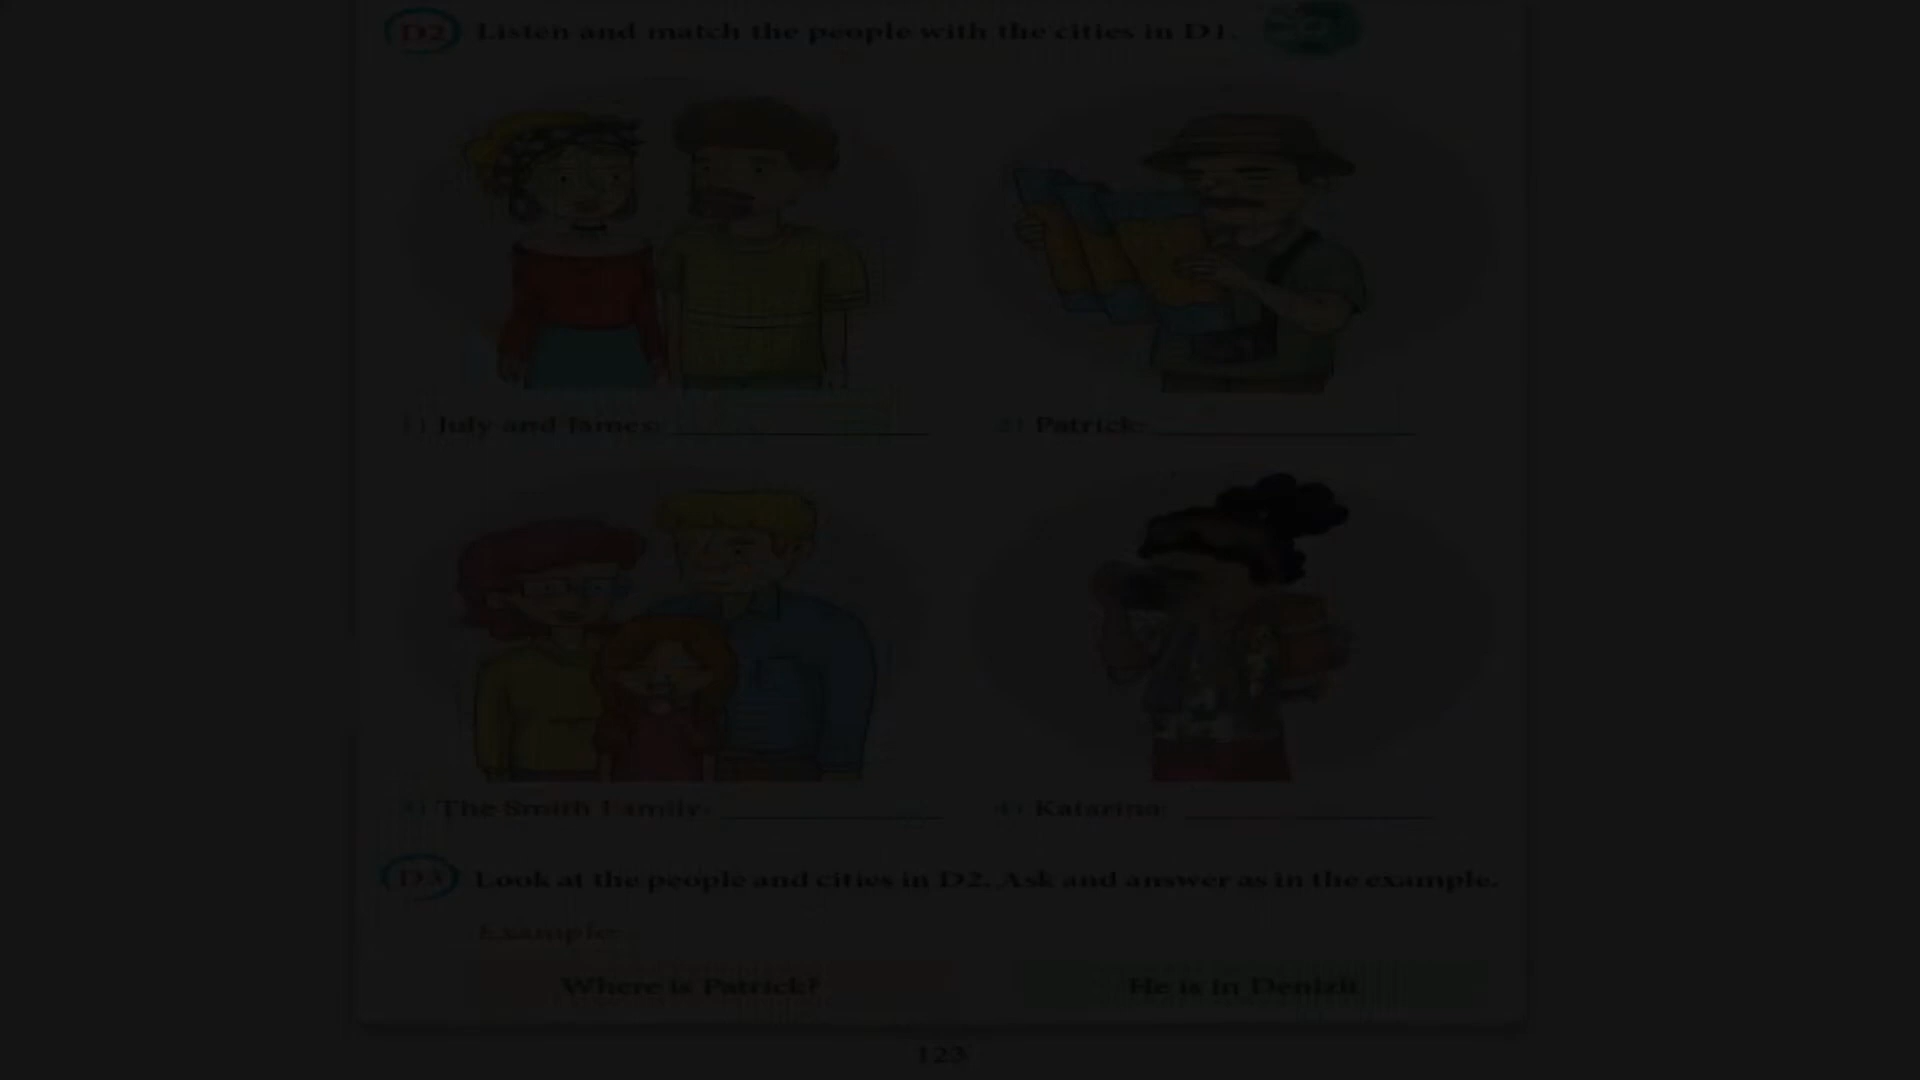 D2 Listen and match the people with the cities in D1.
1) July and James:
2) Patrick:
3) The Smith Family:
4) Katarina:
D3 Look at the people and cities in D2. Ask and answer as in the example.
Example:
Where is Patrick?
He is in Denizli.
123